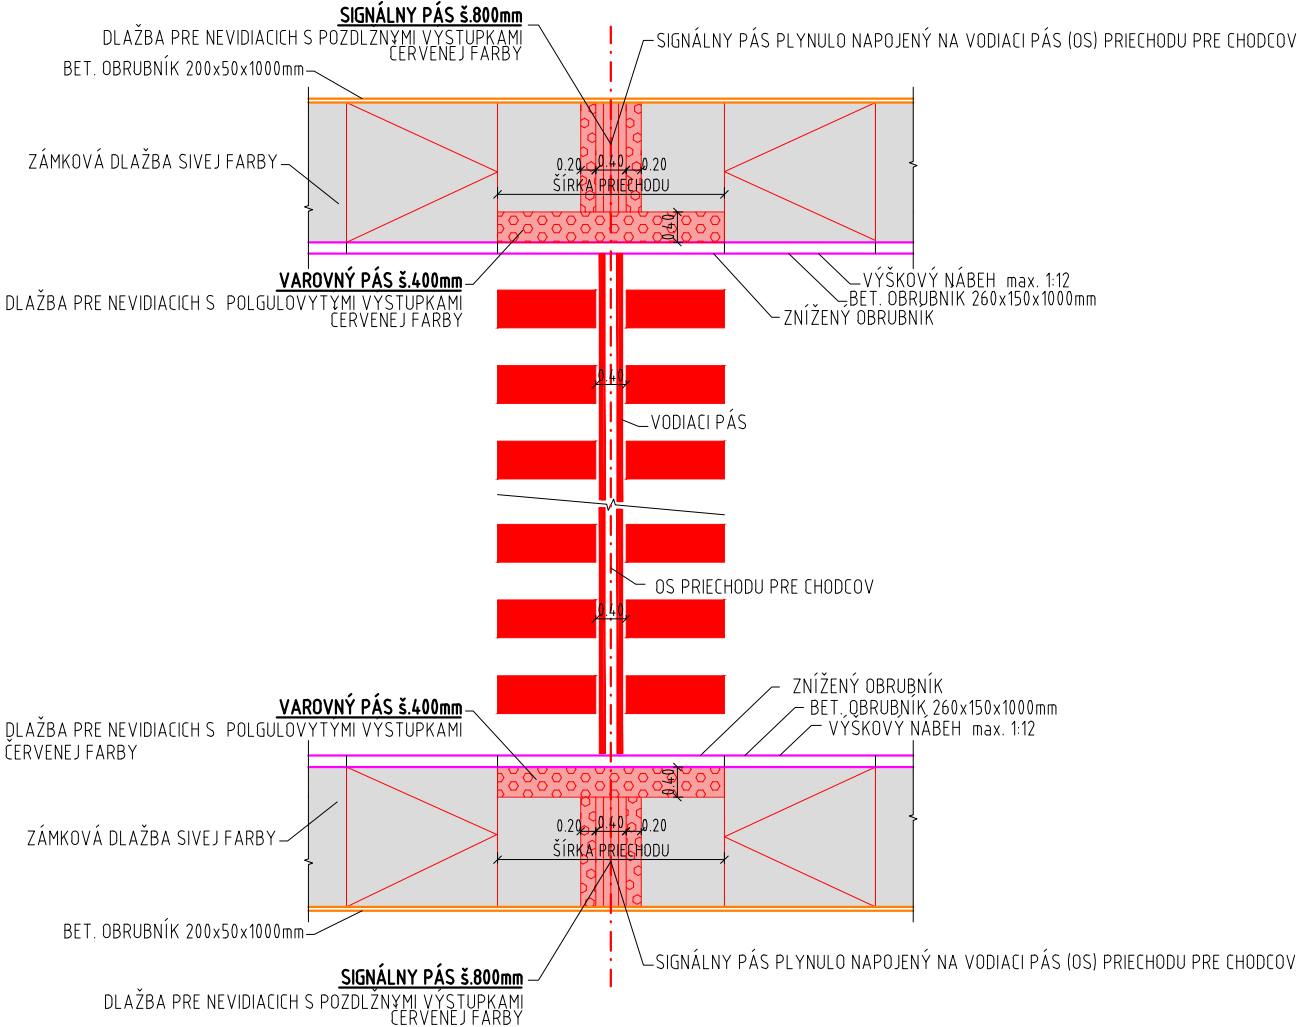 SIGNÁLNY PÁS š.800mm
DLAŽBA PRE NEVIDIACICH S POZDĹŽNÝMI VÝSTUPKAMI
ČERVENEJ FARBY
SIGNÁLNY PÁS PLYNULO NAPOJENÝ NA VODIACI PÁS (OS) PRIECHODU PRE CHODCOV
BET. OBRUBNÍK 200x50x1000mm
ZÁMKOVÁ DLAŽBA SIVEJ FARBY
0.20 0.40 0.20
ŠÍRKA PRIECHODU
0.40
VAROVNÝ PÁS š.400mm
DLAŽBA PRE NEVIDIACICH S POLGUĽOVÝTÝMI VÝSTUPKAMI
ČERVENEJ FARBY
VÝŠKOVÝ NÁBEH max. 1:12
BET. OBRUBNÍK 260x150x1000mm
ZNÍŽENÝ OBRUBNÍK
0.40
VODIACI PÁS
OS PRIECHODU PRE CHODCOV
0.40
ZNÍŽENÝ OBRUBNÍK
BET. OBRUBNÍK 260x150x1000mm
VÝŠKOVÝ NÁBEH max. 1:12
VAROVNÝ PÁS š.400mm
DLAŽBA PRE NEVIDIACICH S POLGUĽOVÝTÝMI VÝSTUPKAMI
ČERVENEJ FARBY
0.40
0.20 0.40 0.20
ŠÍRKA PRIECHODU
ZÁMKOVÁ DLAŽBA SIVEJ FARBY
BET. OBRUBNÍK 200x50x1000mm
SIGNÁLNY PÁS PLYNULO NAPOJENÝ NA VODIACI PÁS (OS) PRIECHODU PRE CHODCOV
SIGNÁLNY PÁS š.800mm
DLAŽBA PRE NEVIDIACICH S POZDĹŽNÝMI VÝSTUPKAMI
ČERVENEJ FARBY